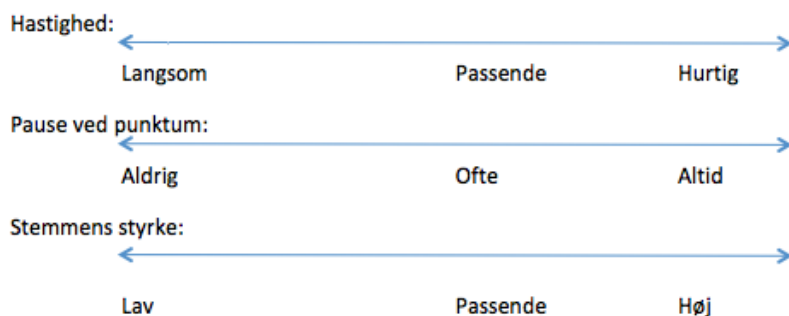 Hastighed:
Langsom Passende Hurtig
Pause ved punktum:
Aldrig Ofte Altid
Stemmens styrke:
Lav Passende Høj